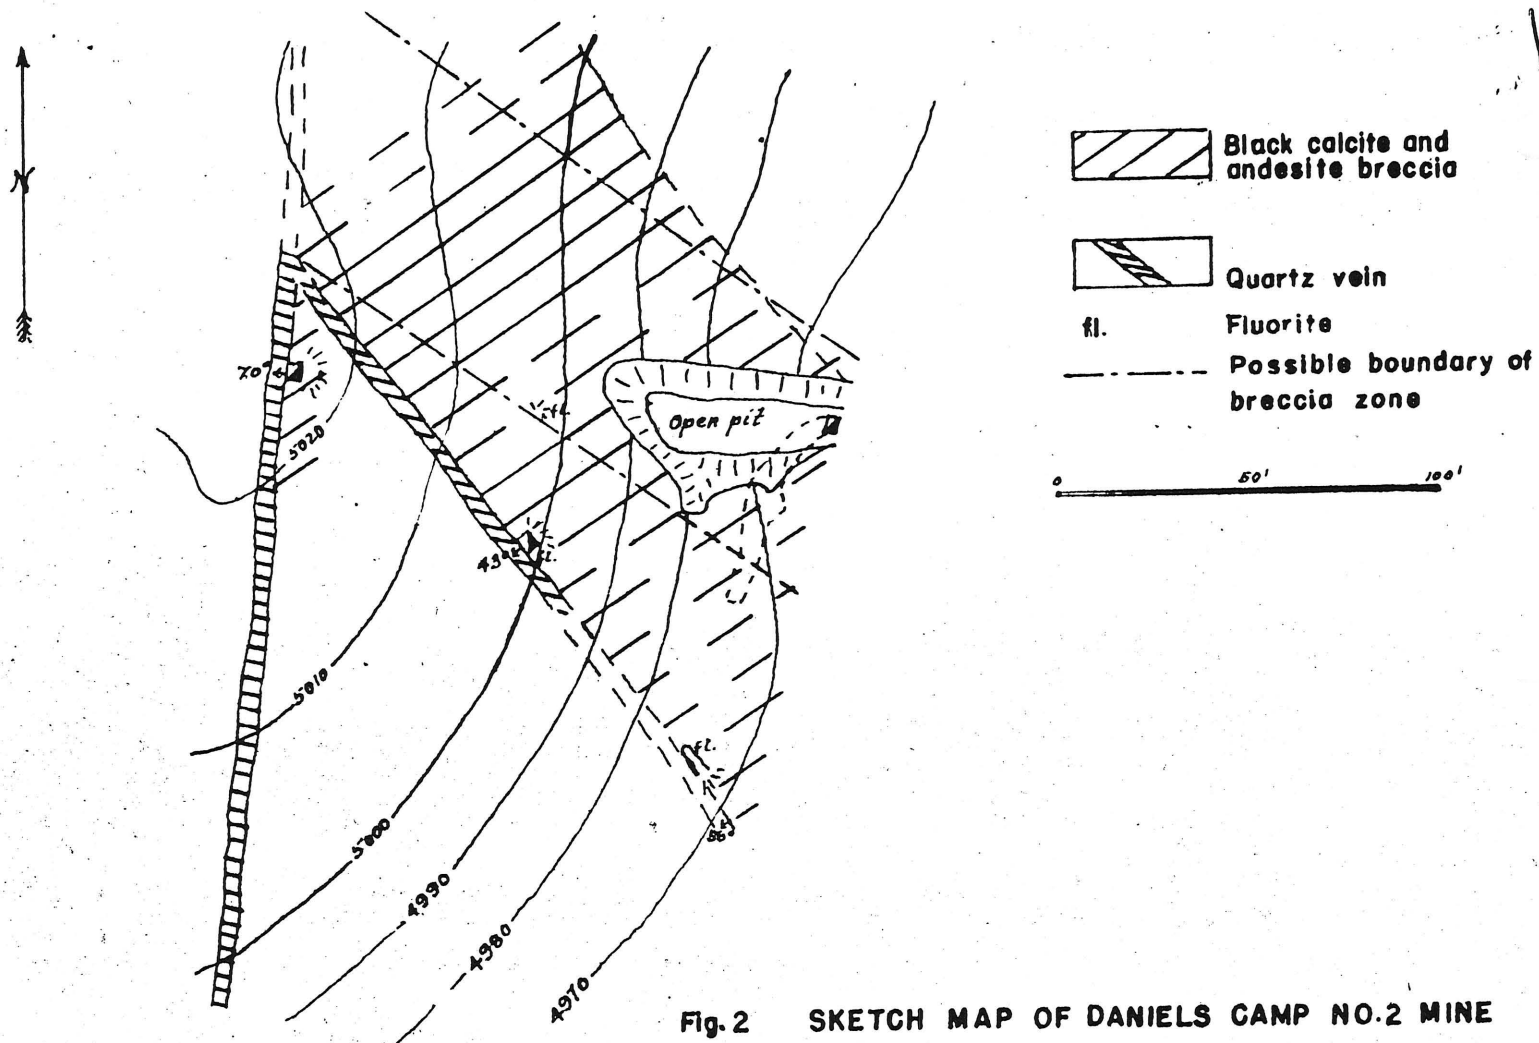 N
Black calcite and
andesite breccia
Quartz vein
fl. Fluorite
Possible boundary of
breccia zone
0 50' 100'
70°
5020
fl.
Open pit
43°
fl.
5010
fl.
5000
4990
4980
4970
Fig. 2 SKETCH MAP OF DANIELS CAMP NO.2 MINE